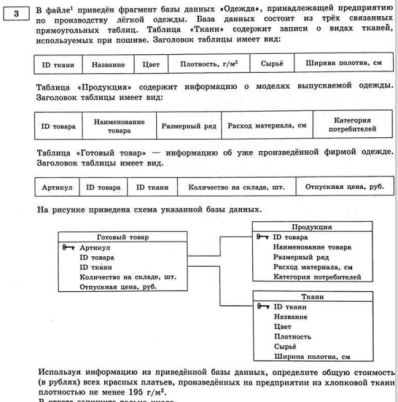 3
В файле¹ приведён фрагмент базы данных «Одежда», принадлежащей предприятию
по производству лёгкой одежды. База данных состоит из трёх связанных
прямоугольных таблиц. Таблица «Ткани» содержит записи о видах тканей,
используемых при пошиве. Заголовок таблицы имеет вид:
ID ткани Название Цвет Плотность, г/м² Сырьё Ширина полотна, см
Таблица «Продукция» содержит информацию о моделях выпускаемой одежды.
Заголовок таблицы имеет вид:
ID товара Наименование товара Размерный ряд Расход материала, см Категория потребителей
Таблица «Готовый товар» — информацию об уже произведённой фирмой одежде.
Заголовок таблицы имеет вид.
Артикул ID товара ID ткани Количество на складе, шт. Отпускная цена, руб.
На рисунке приведена схема указанной базы данных.
Готовый товар
Артикул
ID товара
ID ткани
Количество на складе, шт.
Отпускная цена, руб.
Продукция
ID товара
Наименование товара
Размерный ряд
Расход материала, см
Категория потребителей
Ткани
ID ткани
Название
Цвет
Плотность
Сырьё
Ширина полотна, см
Используя информацию из приведённой базы данных, определите общую стоимость
(в рублях) всех красных платьев, произведённых на предприятии из хлопковой ткани
плотностью не менее 195 г/м².